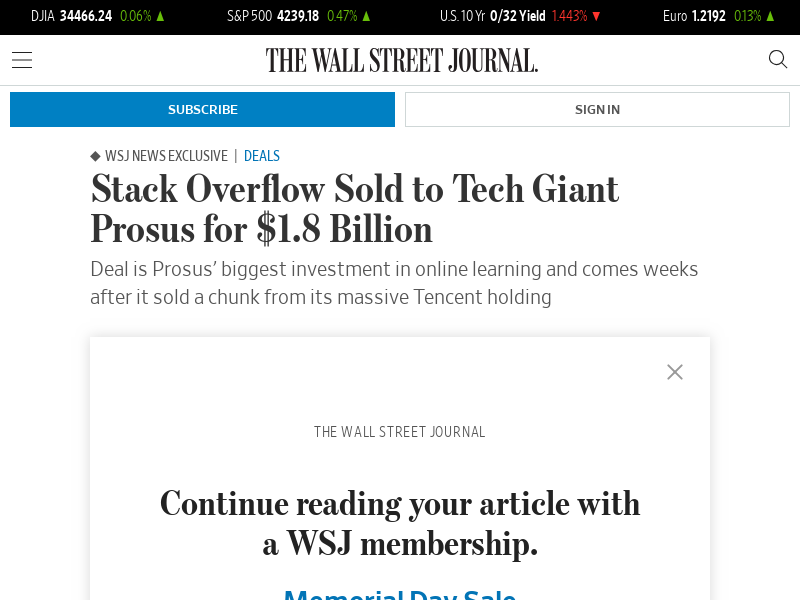 DJIA 34466.24 0.06% ▲ S&P 500 4239.18 0.47% ▲ U.S. 10 Yr 0/32 Yield 1.443% ▼ Euro 1.2192 0.13% ▲
THE WALL STREET JOURNAL.
SUBSCRIBE SIGN IN
◆ WSJ NEWS EXCLUSIVE | DEALS
Stack Overflow Sold to Tech Giant
Prosus for $1.8 Billion
Deal is Prosus’ biggest investment in online learning and comes weeks
after it sold a chunk from its massive Tencent holding
THE WALL STREET JOURNAL
Continue reading your article with
a WSJ membership.
Memorial Day Sale